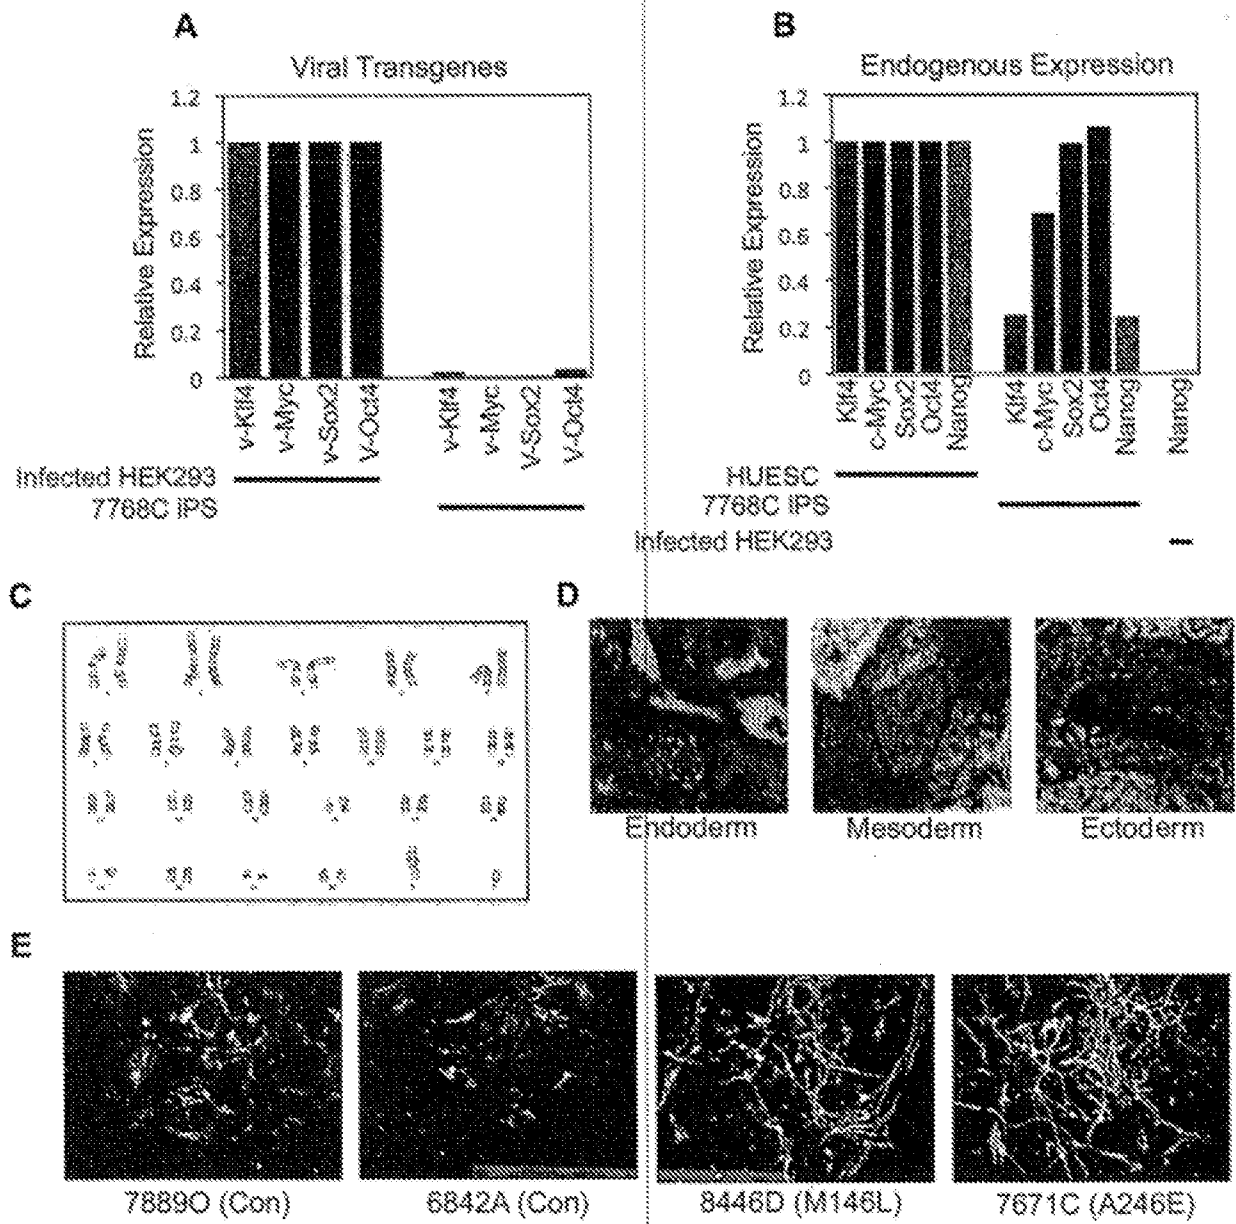 A
Viral Transgenes
Relative Expression
1.2
1
0.8
0.6
0.4
0.2
0
v-Klf4
v-Myc
v-Sox2
V-Oct4
v-Klf4
v-Myc
V-Sox2
V-Oct4
Infected HEK293
7768C IPS
B
Endogenous Expression
Relative Expression
1.2
1
0.8
0.6
0.4
0.2
0
Klf4
c-Myc
Sox2
Oct4
Nanog
Klf4
c-Myc
Sox2
Oct4
Nanog
Nanog
HUESC
7768C IPS
Infected HEK293
C
D
Endoderm
Mesoderm
Ectoderm
E
7889O (Con)
6842A (Con)
8446D (M146L)
7671C (A246E)